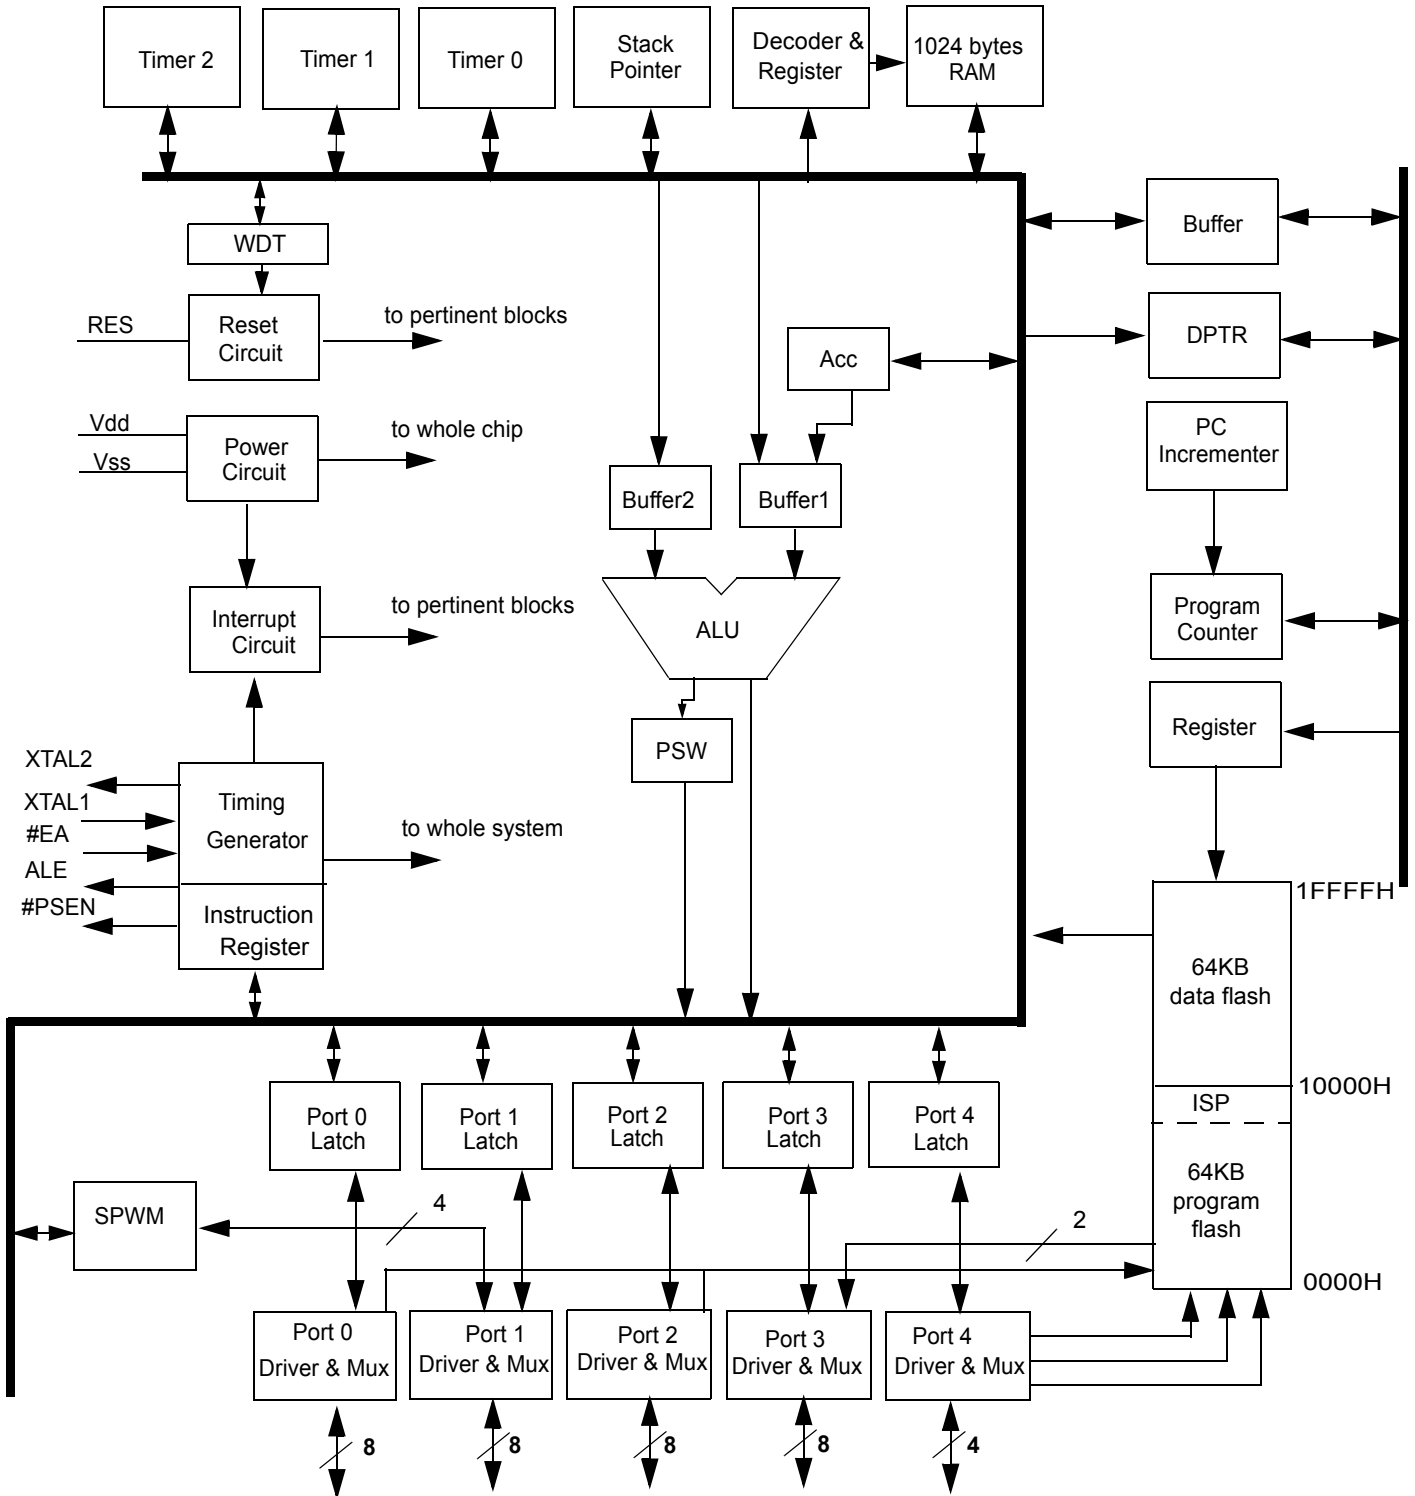 Timer 2
Timer 1
Timer 0
Stack
Pointer
Decoder &
Register
1024 bytes
RAM
WDT
Buffer
RES
Reset
Circuit
to pertinent blocks
Acc
DPTR
Vdd
Vss
Power
Circuit
to whole chip
PC
Incrementer
Buffer2
Buffer1
Interrupt
Circuit
to pertinent blocks
ALU
Program
Counter
PSW
Register
XTAL2
XTAL1
#EA
ALE
#PSEN
Timing
Generator
to whole system
Instruction
Register
1FFFFH
64KB
data flash
10000H
ISP
64KB
program
flash
0000H
Port 0
Latch
Port 1
Latch
Port 2
Latch
Port 3
Latch
Port 4
Latch
SPWM
4
2
Port 0
Driver & Mux
Port 1
Driver & Mux
Port 2
Driver & Mux
Port 3
Driver & Mux
Port 4
Driver & Mux
8
8
8
8
4